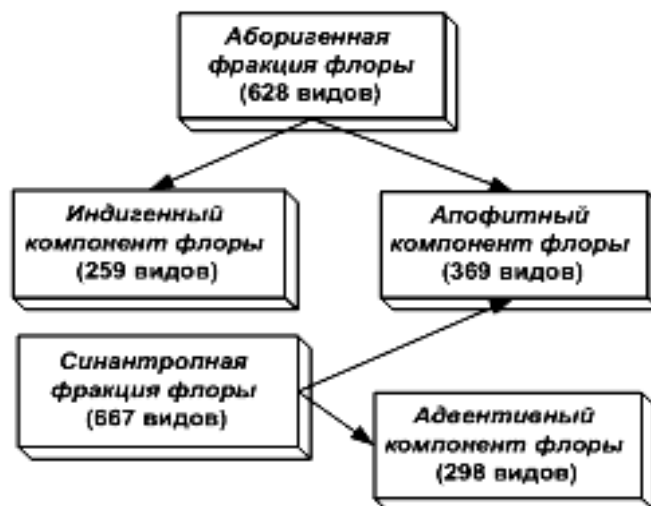 Аборигенная
фракция флоры
(628 видов)
Индигенный
компонент флоры
(259 видов)
Апофитный
компонент флоры
(369 видов)
Синантропная
фракция флоры
(667 видов)
Адвентивный
компонент флоры
(298 видов)